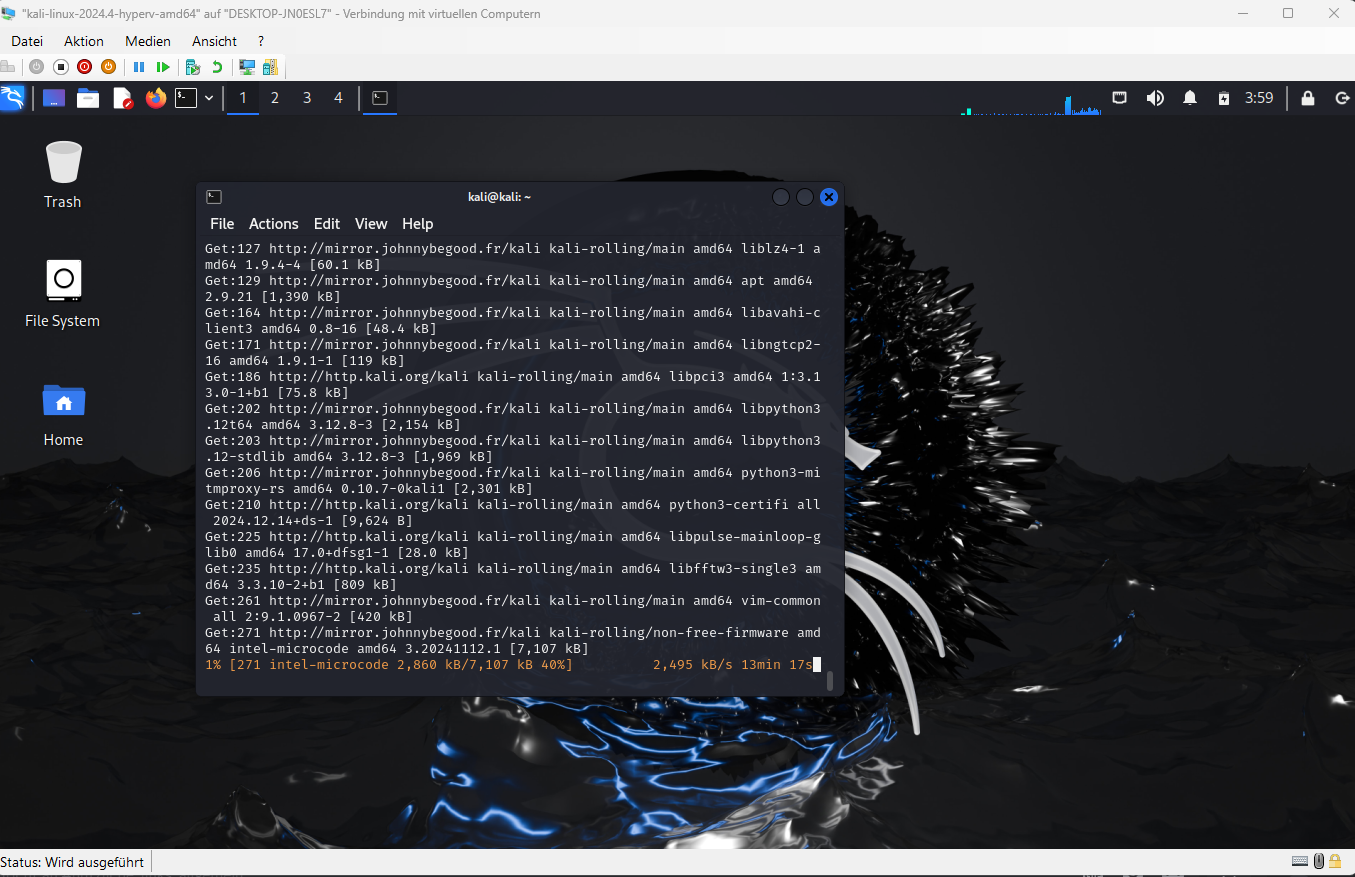 "kali-linux-2024.4-hyperv-amd64" auf "DESKTOP-JN0ESL7" - Verbindung mit virtuellen Computern
Datei Aktion Medien Ansicht ?
1 2 3 4 3:59
Trash
File System
Home
kali@kali: ~
File Actions Edit View Help
Get:127 http://mirror.johnnybegood.fr/kali kali-rolling/main amd64 liblz4-1 a
md64 1.9.4-4 [60.1 kB]
Get:129 http://mirror.johnnybegood.fr/kali kali-rolling/main amd64 apt amd64
2.9.21 [1,390 kB]
Get:164 http://mirror.johnnybegood.fr/kali kali-rolling/main amd64 libavahi-c
lient3 amd64 0.8-16 [48.4 kB]
Get:171 http://mirror.johnnybegood.fr/kali kali-rolling/main amd64 libngtcp2-
16 amd64 1.9.1-1 [119 kB]
Get:186 http://http.kali.org/kali kali-rolling/main amd64 libpci3 amd64 1:3.1
3.0-1+b1 [75.8 kB]
Get:202 http://mirror.johnnybegood.fr/kali kali-rolling/main amd64 libpython3
.12t64 amd64 3.12.8-3 [2,154 kB]
Get:203 http://mirror.johnnybegood.fr/kali kali-rolling/main amd64 libpython3
.12-stdlib amd64 3.12.8-3 [1,969 kB]
Get:206 http://mirror.johnnybegood.fr/kali kali-rolling/main amd64 python3-mi
tmproxy-rs amd64 0.10.7-0kali1 [2,301 kB]
Get:210 http://http.kali.org/kali kali-rolling/main amd64 python3-certifi all
2024.12.14+ds-1 [9,624 B]
Get:225 http://http.kali.org/kali kali-rolling/main amd64 libpulse-mainloop-g
lib0 amd64 17.0+dfsg1-1 [28.0 kB]
Get:235 http://http.kali.org/kali kali-rolling/main amd64 libfftw3-single3 am
d64 3.3.10-2+b1 [809 kB]
Get:261 http://mirror.johnnybegood.fr/kali kali-rolling/main amd64 vim-common
all 2:9.1.0967-2 [420 kB]
Get:271 http://mirror.johnnybegood.fr/kali kali-rolling/non-free-firmware amd
64 intel-microcode amd64 3.20241112.1 [7,107 kB]
1% [271 intel-microcode 2,860 kB/7,107 kB 40%] 2,495 kB/s 13min 17s
Status: Wird ausgeführt